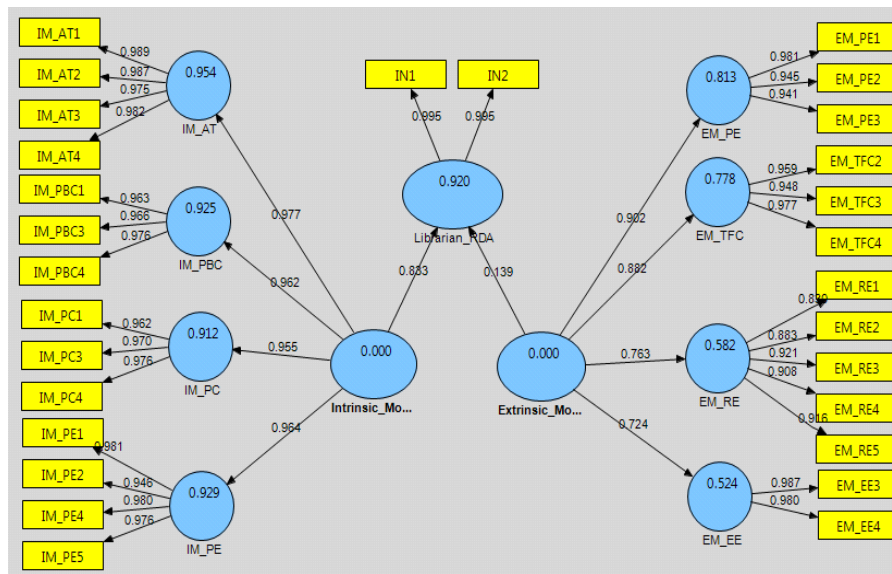 IM_AT1
0.989
IM_AT2
0.987
IM_AT3
0.975
IM_AT4
0.982
0.954
IM_AT
IM_PBC1
0.963
IM_PBC3
0.966
IM_PBC4
0.976
0.925
IM_PBC
IM_PC1
0.962
IM_PC3
0.970
IM_PC4
0.976
0.912
IM_PC
IM_PE1
0.981
IM_PE2
0.946
IM_PE4
0.980
IM_PE5
0.976
0.929
IM_PE
0.977
0.962
0.955
0.964
0.000
Intrinsic_Mo...
IN1
IN2
0.995
0.995
0.920
Librarian_RDA
0.833
0.139
0.000
Extrinsic_Mo...
0.902
0.882
0.763
0.724
0.813
EM_PE
0.981
EM_PE1
0.945
EM_PE2
0.941
EM_PE3
0.778
EM_TFC
0.959
EM_TFC2
0.948
EM_TFC3
0.977
EM_TFC4
0.582
EM_RE
EM_RE1
0.883
EM_RE2
0.921
EM_RE3
0.908
EM_RE4
0.916
EM_RE5
0.524
EM_EE
0.987
EM_EE3
0.980
EM_EE4